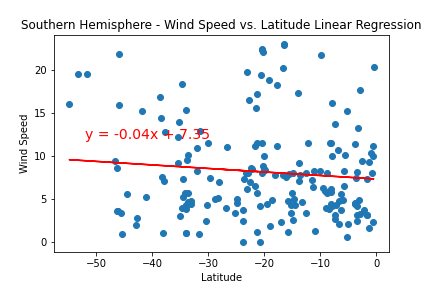 Southern Hemisphere - Wind Speed vs. Latitude Linear Regression
20
15
y = -0.04x + 7.35
10
5
0
Wind Speed
−50 −40 −30 −20 −10 0
Latitude